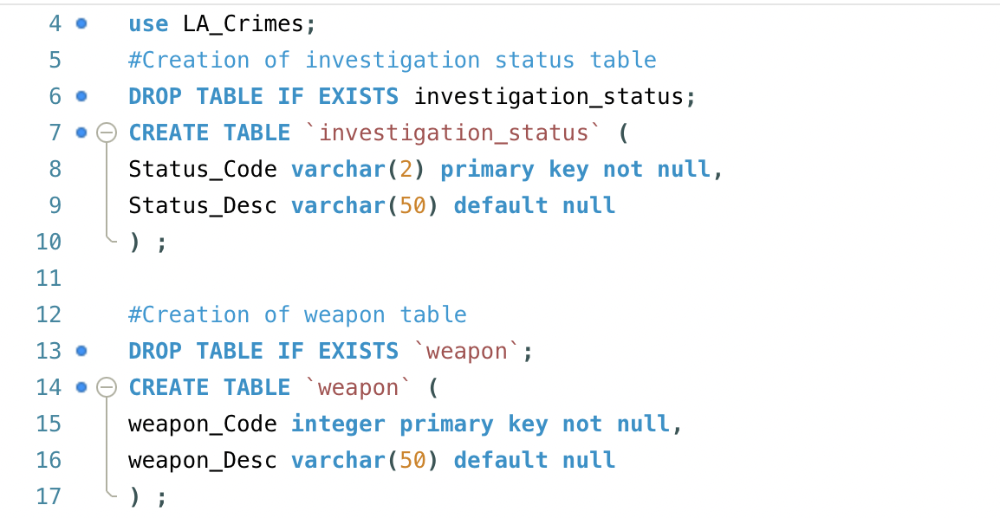 4 use LA_Crimes;
5 #Creation of investigation status table
6 DROP TABLE IF EXISTS investigation_status;
7 CREATE TABLE `investigation_status` (
8 Status_Code varchar(2) primary key not null,
9 Status_Desc varchar(50) default null
10 ) ;
11
12 #Creation of weapon table
13 DROP TABLE IF EXISTS `weapon`;
14 CREATE TABLE `weapon` (
15 weapon_Code integer primary key not null,
16 weapon_Desc varchar(50) default null
17 ) ;